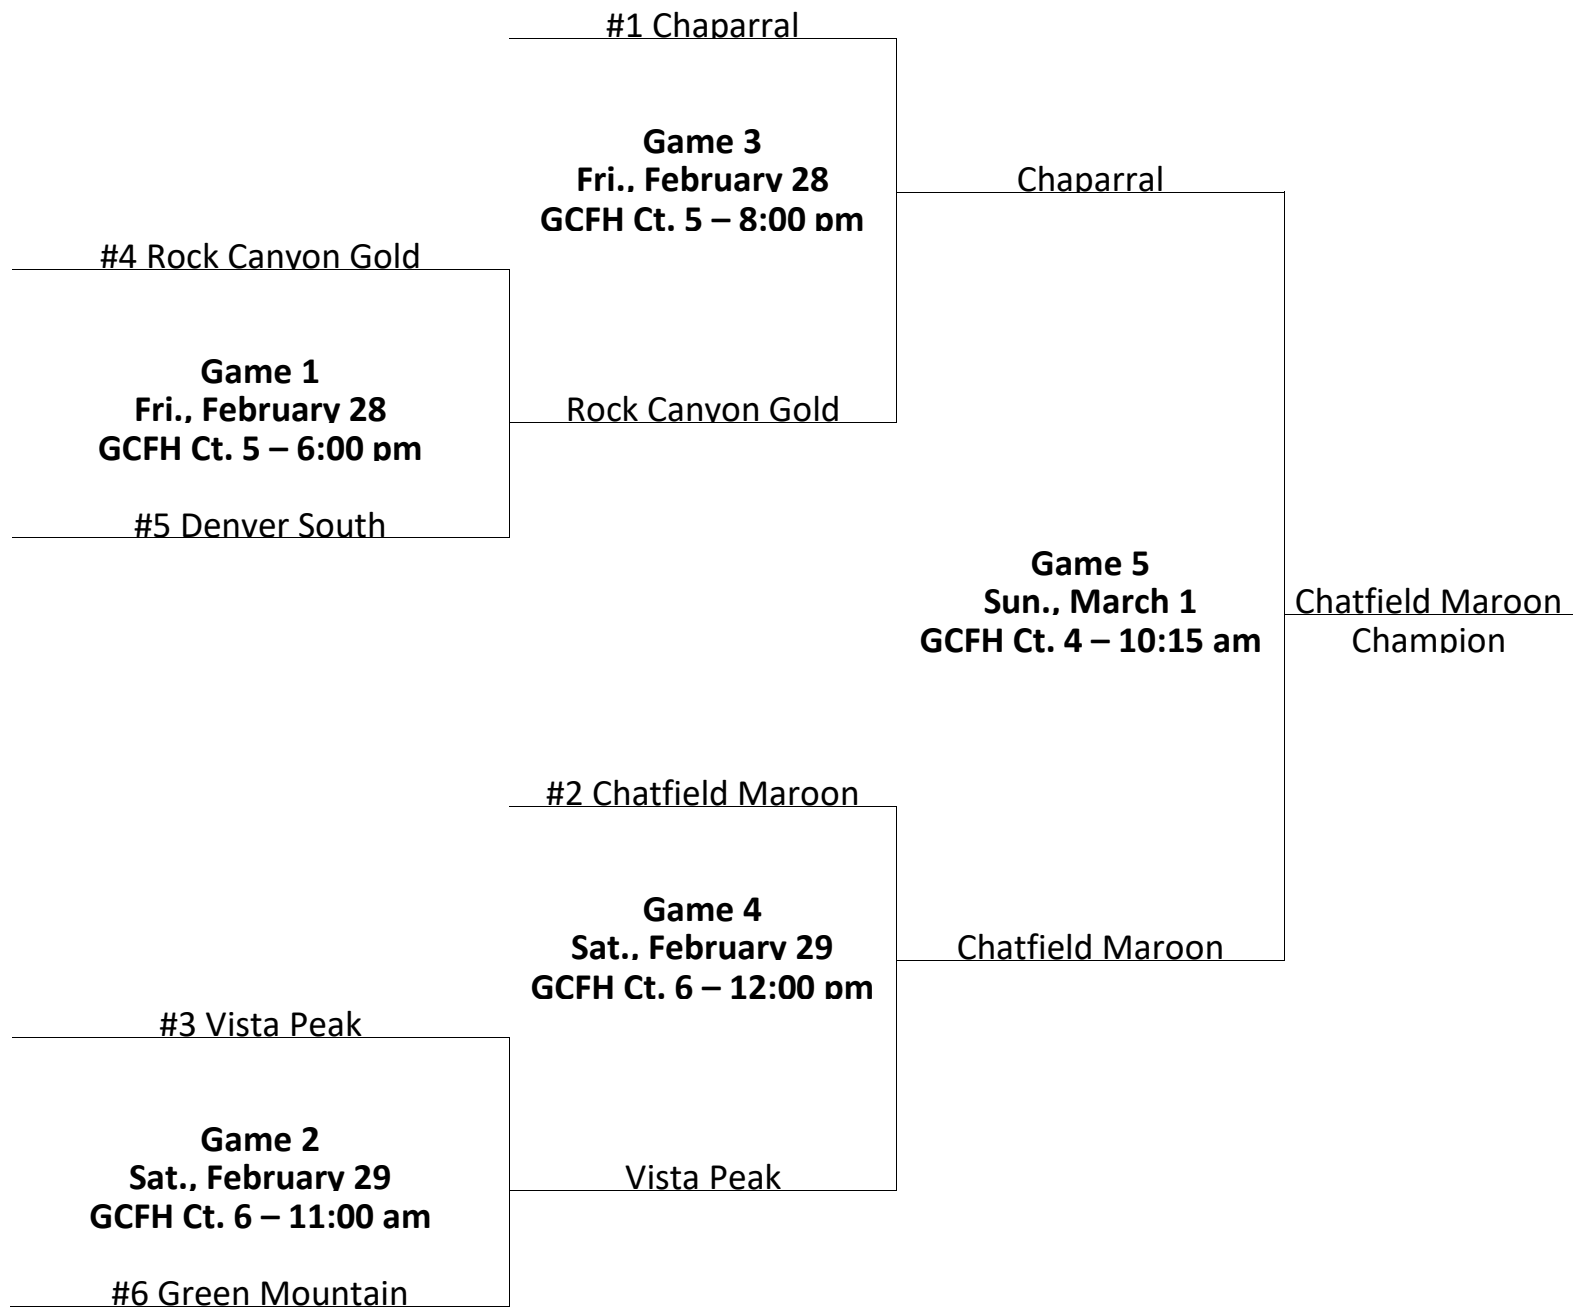 #1 Chaparral
Game 3
Fri., February 28
GCFH Ct. 5 – 8:00 pm
Chaparral
#4 Rock Canyon Gold
Game 1
Fri., February 28
GCFH Ct. 5 – 6:00 pm
Rock Canyon Gold
#5 Denver South
Game 5
Sun., March 1
GCFH Ct. 4 – 10:15 am
Chatfield Maroon
Champion
#2 Chatfield Maroon
Game 4
Sat., February 29
GCFH Ct. 6 – 12:00 pm
Chatfield Maroon
#3 Vista Peak
Game 2
Sat., February 29
GCFH Ct. 6 – 11:00 am
Vista Peak
#6 Green Mountain